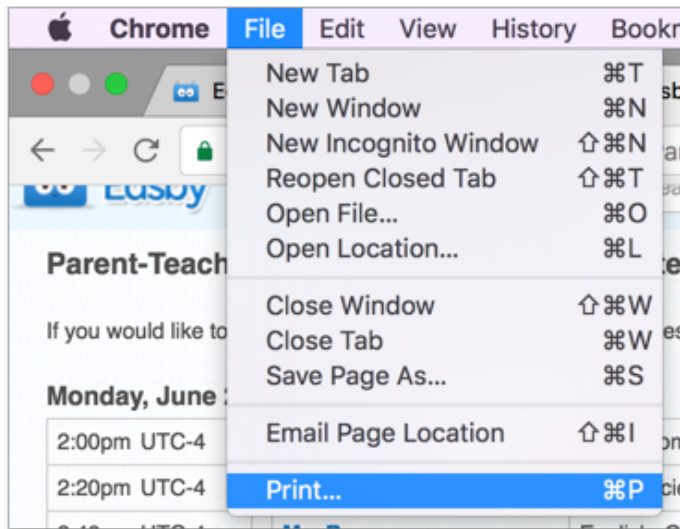 Chrome File Edit View History
New Tab ⌘T
New Window ⌘N
New Incognito Window ⇧⌘N
Reopen Closed Tab ⇧⌘T
Open File... ⌘O
Open Location... ⌘L
Edsby
Parent-Teach
Close Window ⇧⌘W
If you would like to
Close Tab ⌘W
Save Page As... ⌘S
Monday, June
Email Page Location ⇧⌘I
2:00pm UTC-4
2:20pm UTC-4
Print... ⌘P